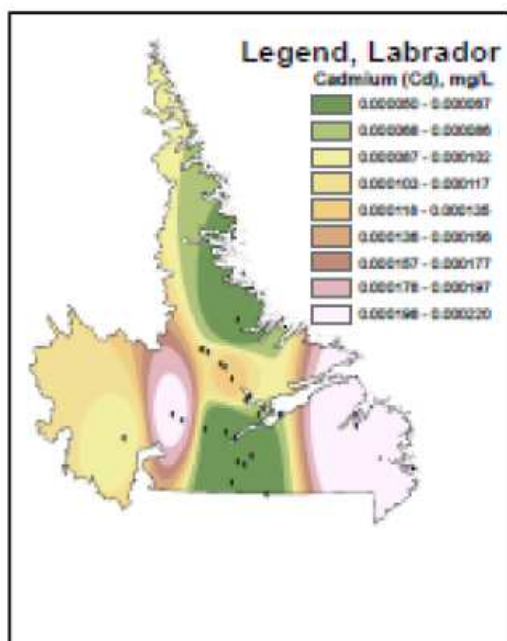 Legend, Labrador
Cadmium (Cd), mg/L
0.000050 - 0.000067
0.000068 - 0.000086
0.000087 - 0.000102
0.000103 - 0.000117
0.000118 - 0.000135
0.000136 - 0.000156
0.000157 - 0.000177
0.000178 - 0.000197
0.000198 - 0.000220